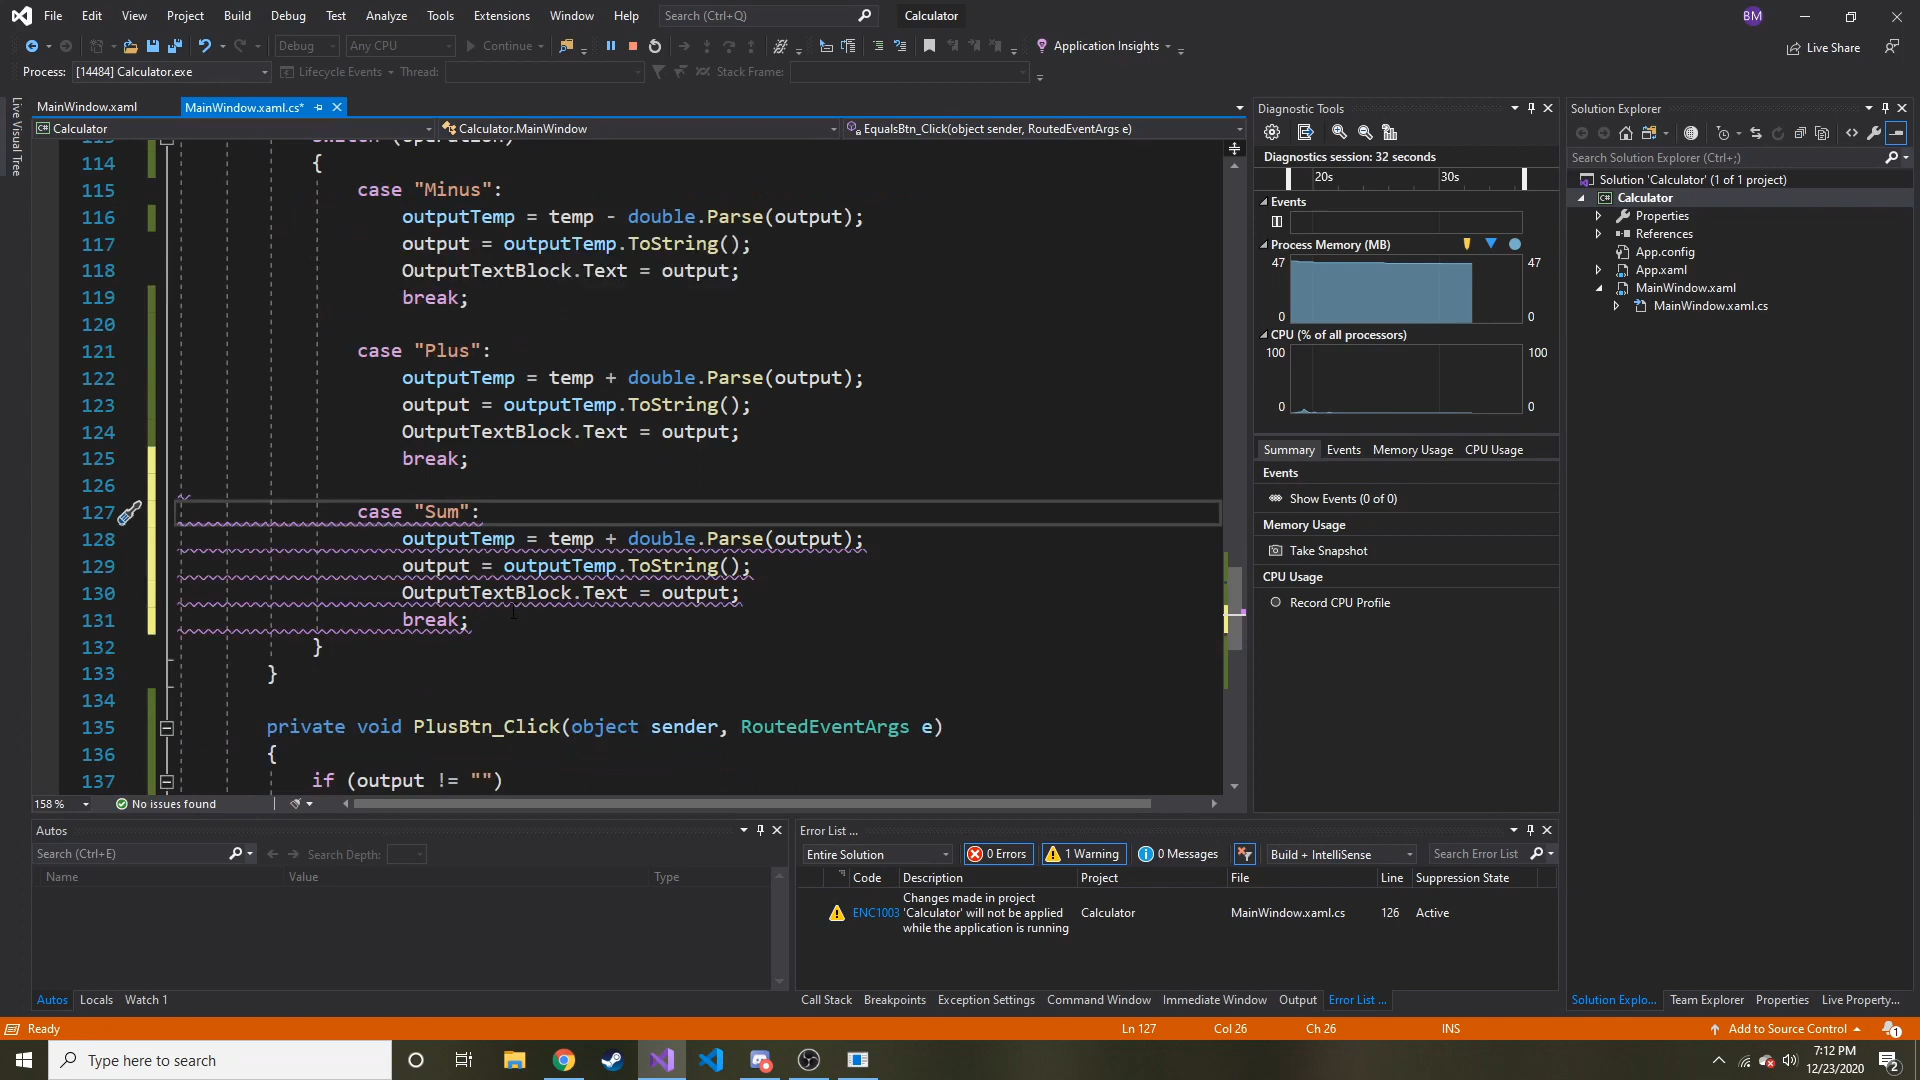 File Edit View Project Build Debug Test Analyze Tools Extensions Window Help Search (Ctrl+Q) Calculator BM
Debug Any CPU Continue Application Insights Live Share
Process: [14484] Calculator.exe Lifecycle Events Thread: Stack Frame:
Live Visual Tree
MainWindow.xaml MainWindow.xaml.cs*
Calculator Calculator.MainWindow EqualsBtn_Click(object sender, RoutedEventArgs e)
113 switch (operation)
114 {
115 case "Minus":
116 outputTemp = temp - double.Parse(output);
117 output = outputTemp.ToString();
118 OutputTextBlock.Text = output;
119 break;
120
121 case "Plus":
122 outputTemp = temp + double.Parse(output);
123 output = outputTemp.ToString();
124 OutputTextBlock.Text = output;
125 break;
126
127 case "Sum":
128 outputTemp = temp + double.Parse(output);
129 output = outputTemp.ToString();
130 OutputTextBlock.Text = output;
131 break;
132 }
133 }
134
135 private void PlusBtn_Click(object sender, RoutedEventArgs e)
136 {
137 if (output != "")
158 % No issues found
Diagnostic Tools
Diagnostics session: 32 seconds
20s 30s
Events
Process Memory (MB)
47 47
0 0
CPU (% of all processors)
100 100
0 0
Summary Events Memory Usage CPU Usage
Events
Show Events (0 of 0)
Memory Usage
Take Snapshot
CPU Usage
Record CPU Profile
Solution Explorer
Search Solution Explorer (Ctrl+;)
Solution 'Calculator' (1 of 1 project)
Calculator
Properties
References
App.config
App.xaml
MainWindow.xaml
MainWindow.xaml.cs
Autos
Search (Ctrl+E) Search Depth:
Name Value Type
Autos Locals Watch 1
Error List ...
Entire Solution 0 Errors 1 Warning 0 Messages Build + IntelliSense Search Error List
Code Description Project File Line Suppression State
ENC1003 Changes made in project
'Calculator' will not be applied
while the application is running
Calculator MainWindow.xaml.cs 126 Active
Call Stack Breakpoints Exception Settings Command Window Immediate Window Output Error List ...
Solution Explo... Team Explorer Properties Live Property...
Ready Ln 127 Col 26 Ch 26 INS Add to Source Control 1
Type here to search
7:12 PM
12/23/2020
2